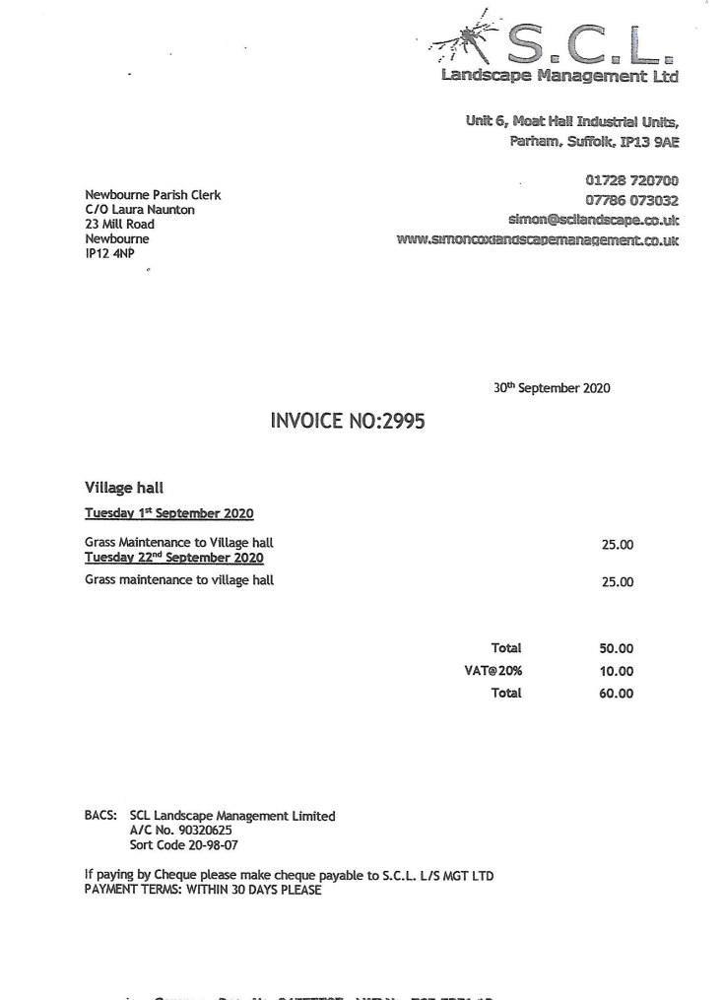 S.C.L.
Landscape Management Ltd
Unit 6, Moat Hall Industrial Units,
Parham, Suffolk, IP13 9AE
01728 720700
07786 073032
simon@scllandscape.co.uk
www.simoncoxlandscapemanagement.co.uk
Newbourne Parish Clerk
C/O Laura Naunton
23 Mill Road
Newbourne
IP12 4NP
30th September 2020
INVOICE NO:2995
Village hall
Tuesday 1st September 2020
Grass Maintenance to Village hall 25.00
Tuesday 22nd September 2020
Grass maintenance to village hall 25.00
Total 50.00
VAT@20% 10.00
Total 60.00
BACS: SCL Landscape Management Limited
A/C No. 90320625
Sort Code 20-98-07
If paying by Cheque please make cheque payable to S.C.L. L/S MGT LTD
PAYMENT TERMS: WITHIN 30 DAYS PLEASE